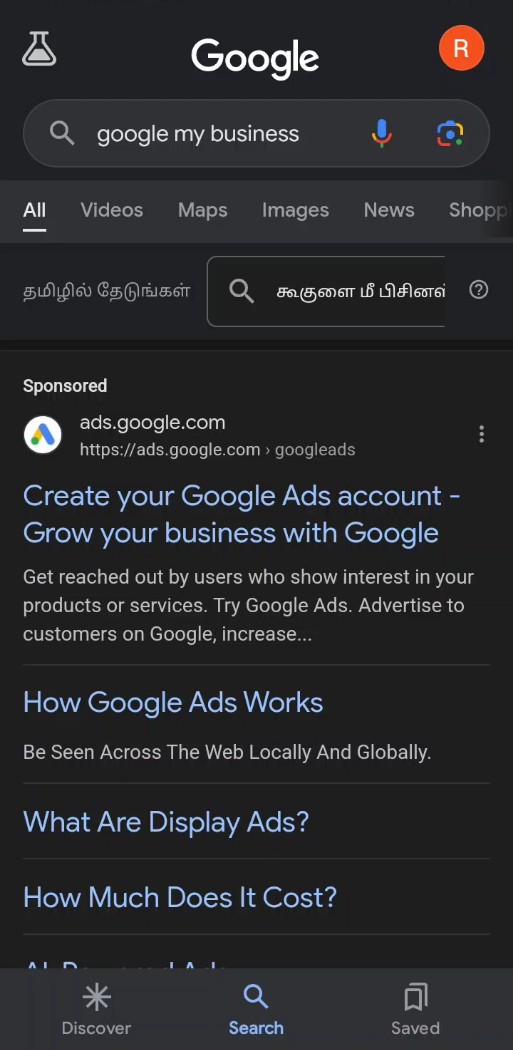 Google
R
google my business
All Videos Maps Images News Shopp
தமிழில் தேடுங்கள் கூகுளை மீ பிசினஸ்
Sponsored
ads.google.com
https://ads.google.com › googleads
Create your Google Ads account -
Grow your business with Google
Get reached out by users who show interest in your
products or services. Try Google Ads. Advertise to
customers on Google, increase...
How Google Ads Works
Be Seen Across The Web Locally And Globally.
What Are Display Ads?
How Much Does It Cost?
Discover Search Saved